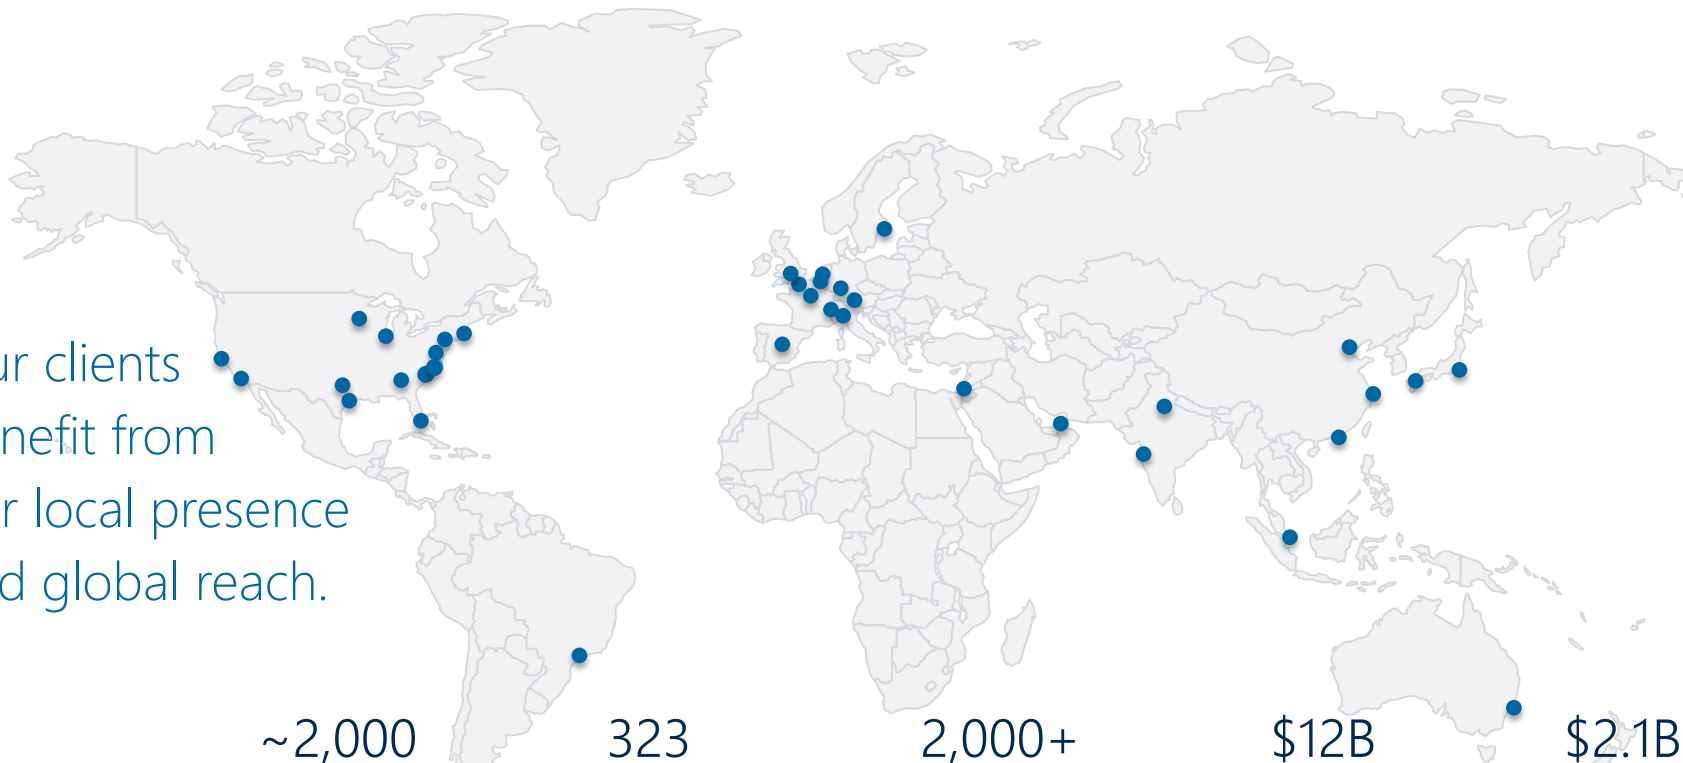 ur clients
nefit from
r local presence
d global reach.
~2,000 323 2,000+ $12B $2.1B